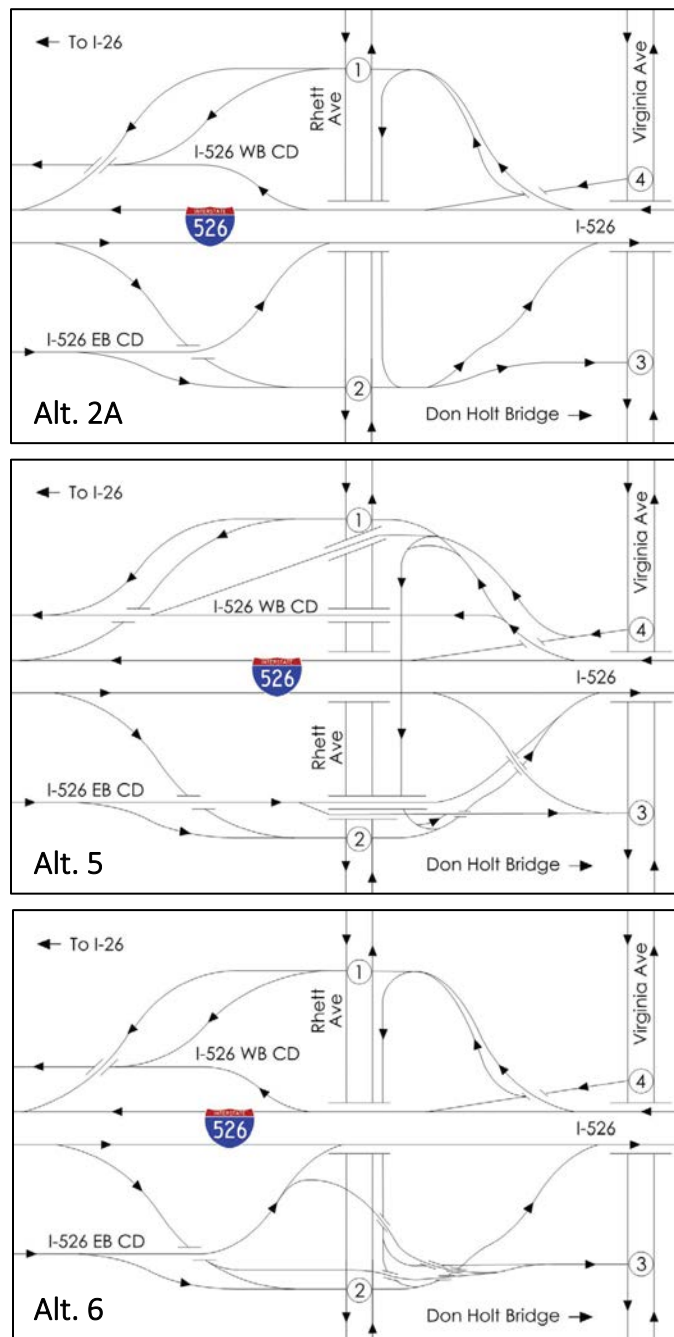 ← To I-26
1
Rhett
Ave
Virginia Ave
I-526 WB CD
4
INTERSTATE
526
I-526
I-526 EB CD
2
3
Alt. 2A
Don Holt Bridge →
← To I-26
1
Virginia Ave
I-526 WB CD
4
INTERSTATE
526
I-526
Rhett
Ave
I-526 EB CD
2
3
Alt. 5
Don Holt Bridge →
← To I-26
1
Rhett
Ave
Virginia Ave
I-526 WB CD
4
INTERSTATE
526
I-526
I-526 EB CD
2
3
Alt. 6
Don Holt Bridge →